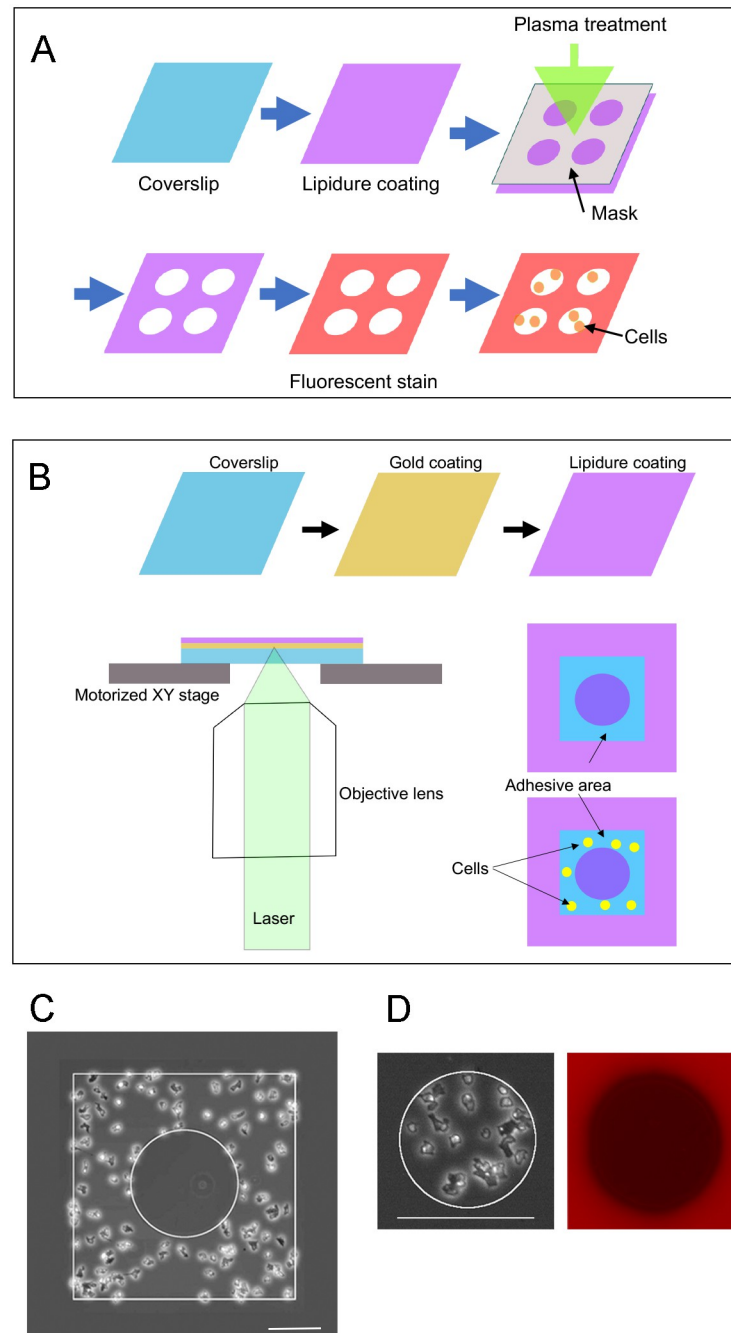 A
Plasma treatment
Coverslip
Lipidure coating
Mask
Cells
Fluorescent stain
B
Coverslip
Gold coating
Lipidure coating
Motorized XY stage
Objective lens
Adhesive area
Cells
Laser
C
D